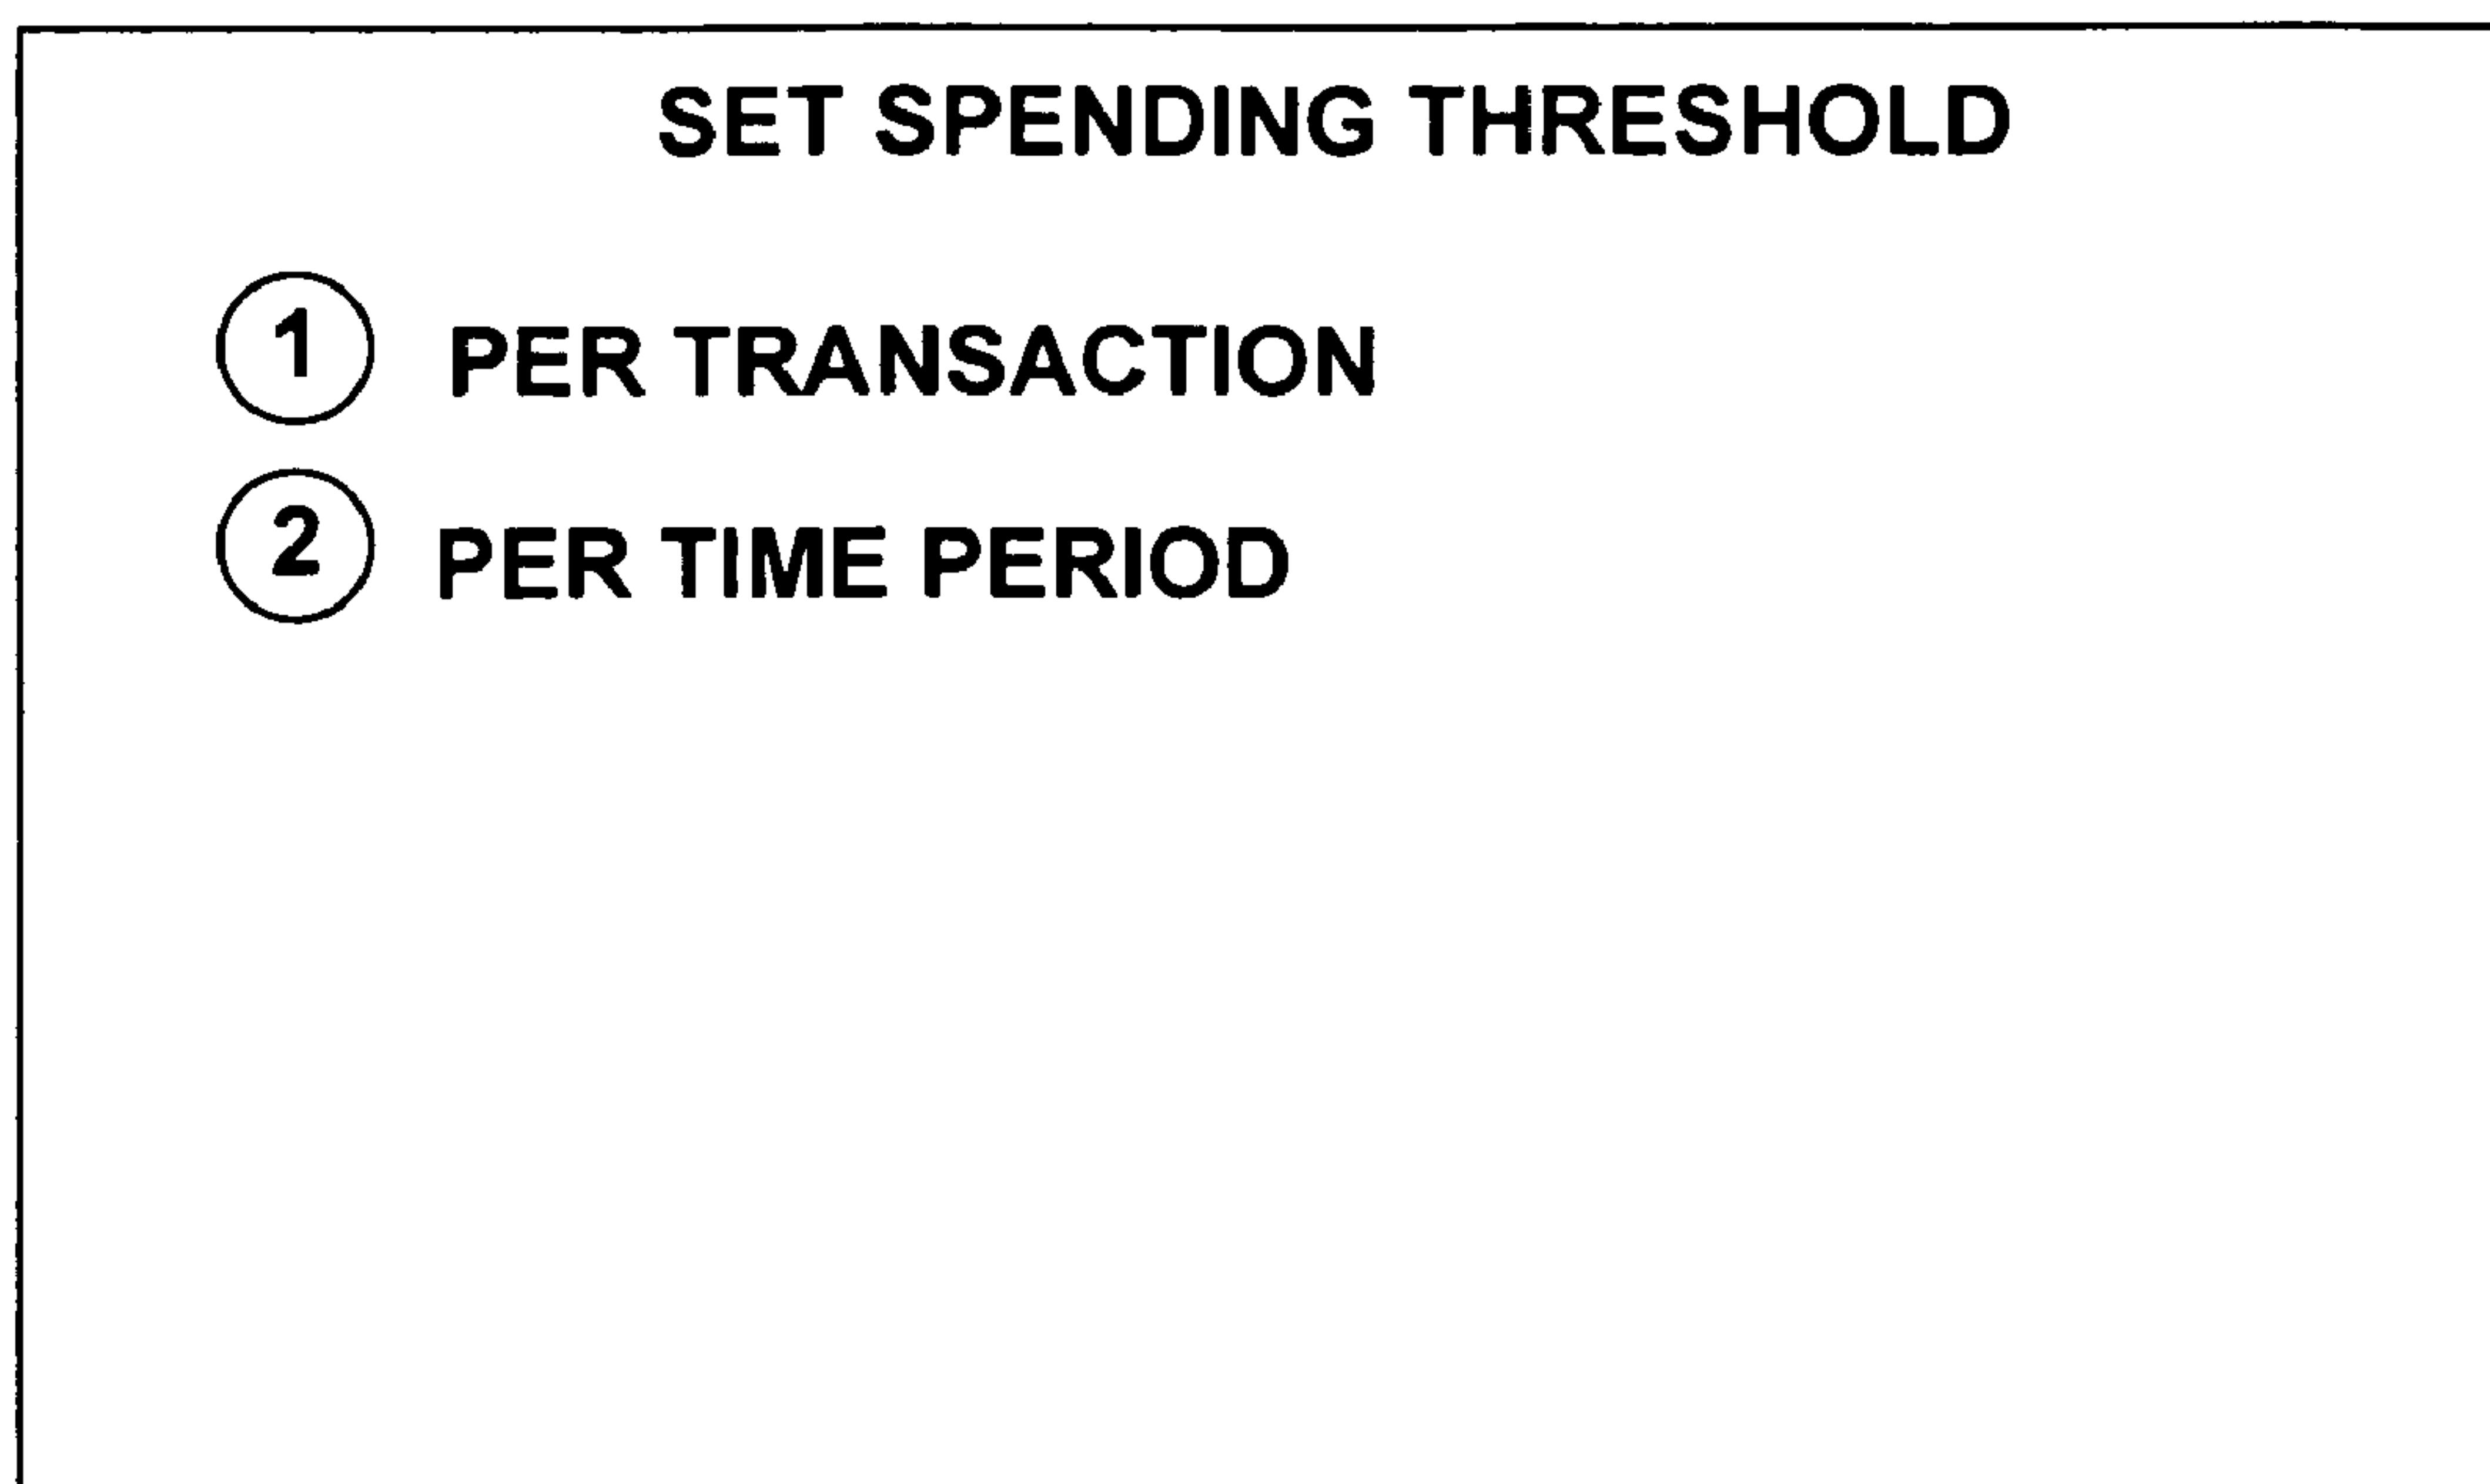 SET SPENDING THRESHOLD
1 PER TRANSACTION
2 PER TIME PERIOD